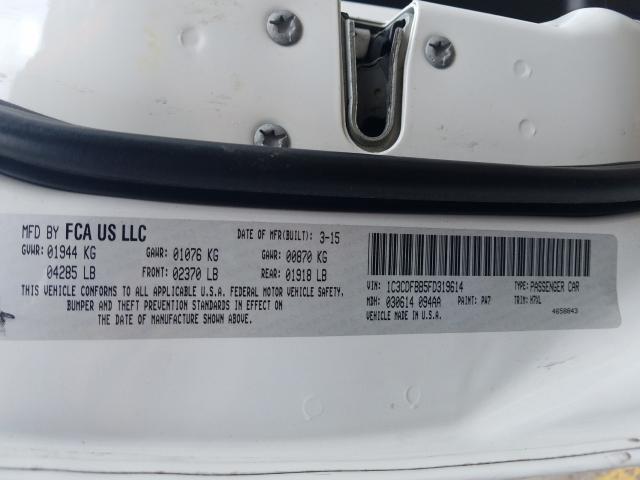 MFD BY FCA US LLC DATE OF MFR(BUILT): 3-15
GVWR: 01944 KG GAWR: 01076 KG GAWR: 00870 KG
04285 LB FRONT: 02370 LB REAR: 01918 LB
THIS VEHICLE CONFORMS TO ALL APPLICABLE U.S.A. FEDERAL MOTOR VEHICLE SAFETY,
BUMPER AND THEFT PREVENTION STANDARDS IN EFFECT ON
THE DATE OF MANUFACTURE SHOWN ABOVE.
VIN: 1C3CDFBB5FD319614 TYPE: PASSENGER CAR
MDH: 030614 094AA PAINT: PW7 TRIM: H7XL
VEHICLE MADE IN U.S.A. 4658843